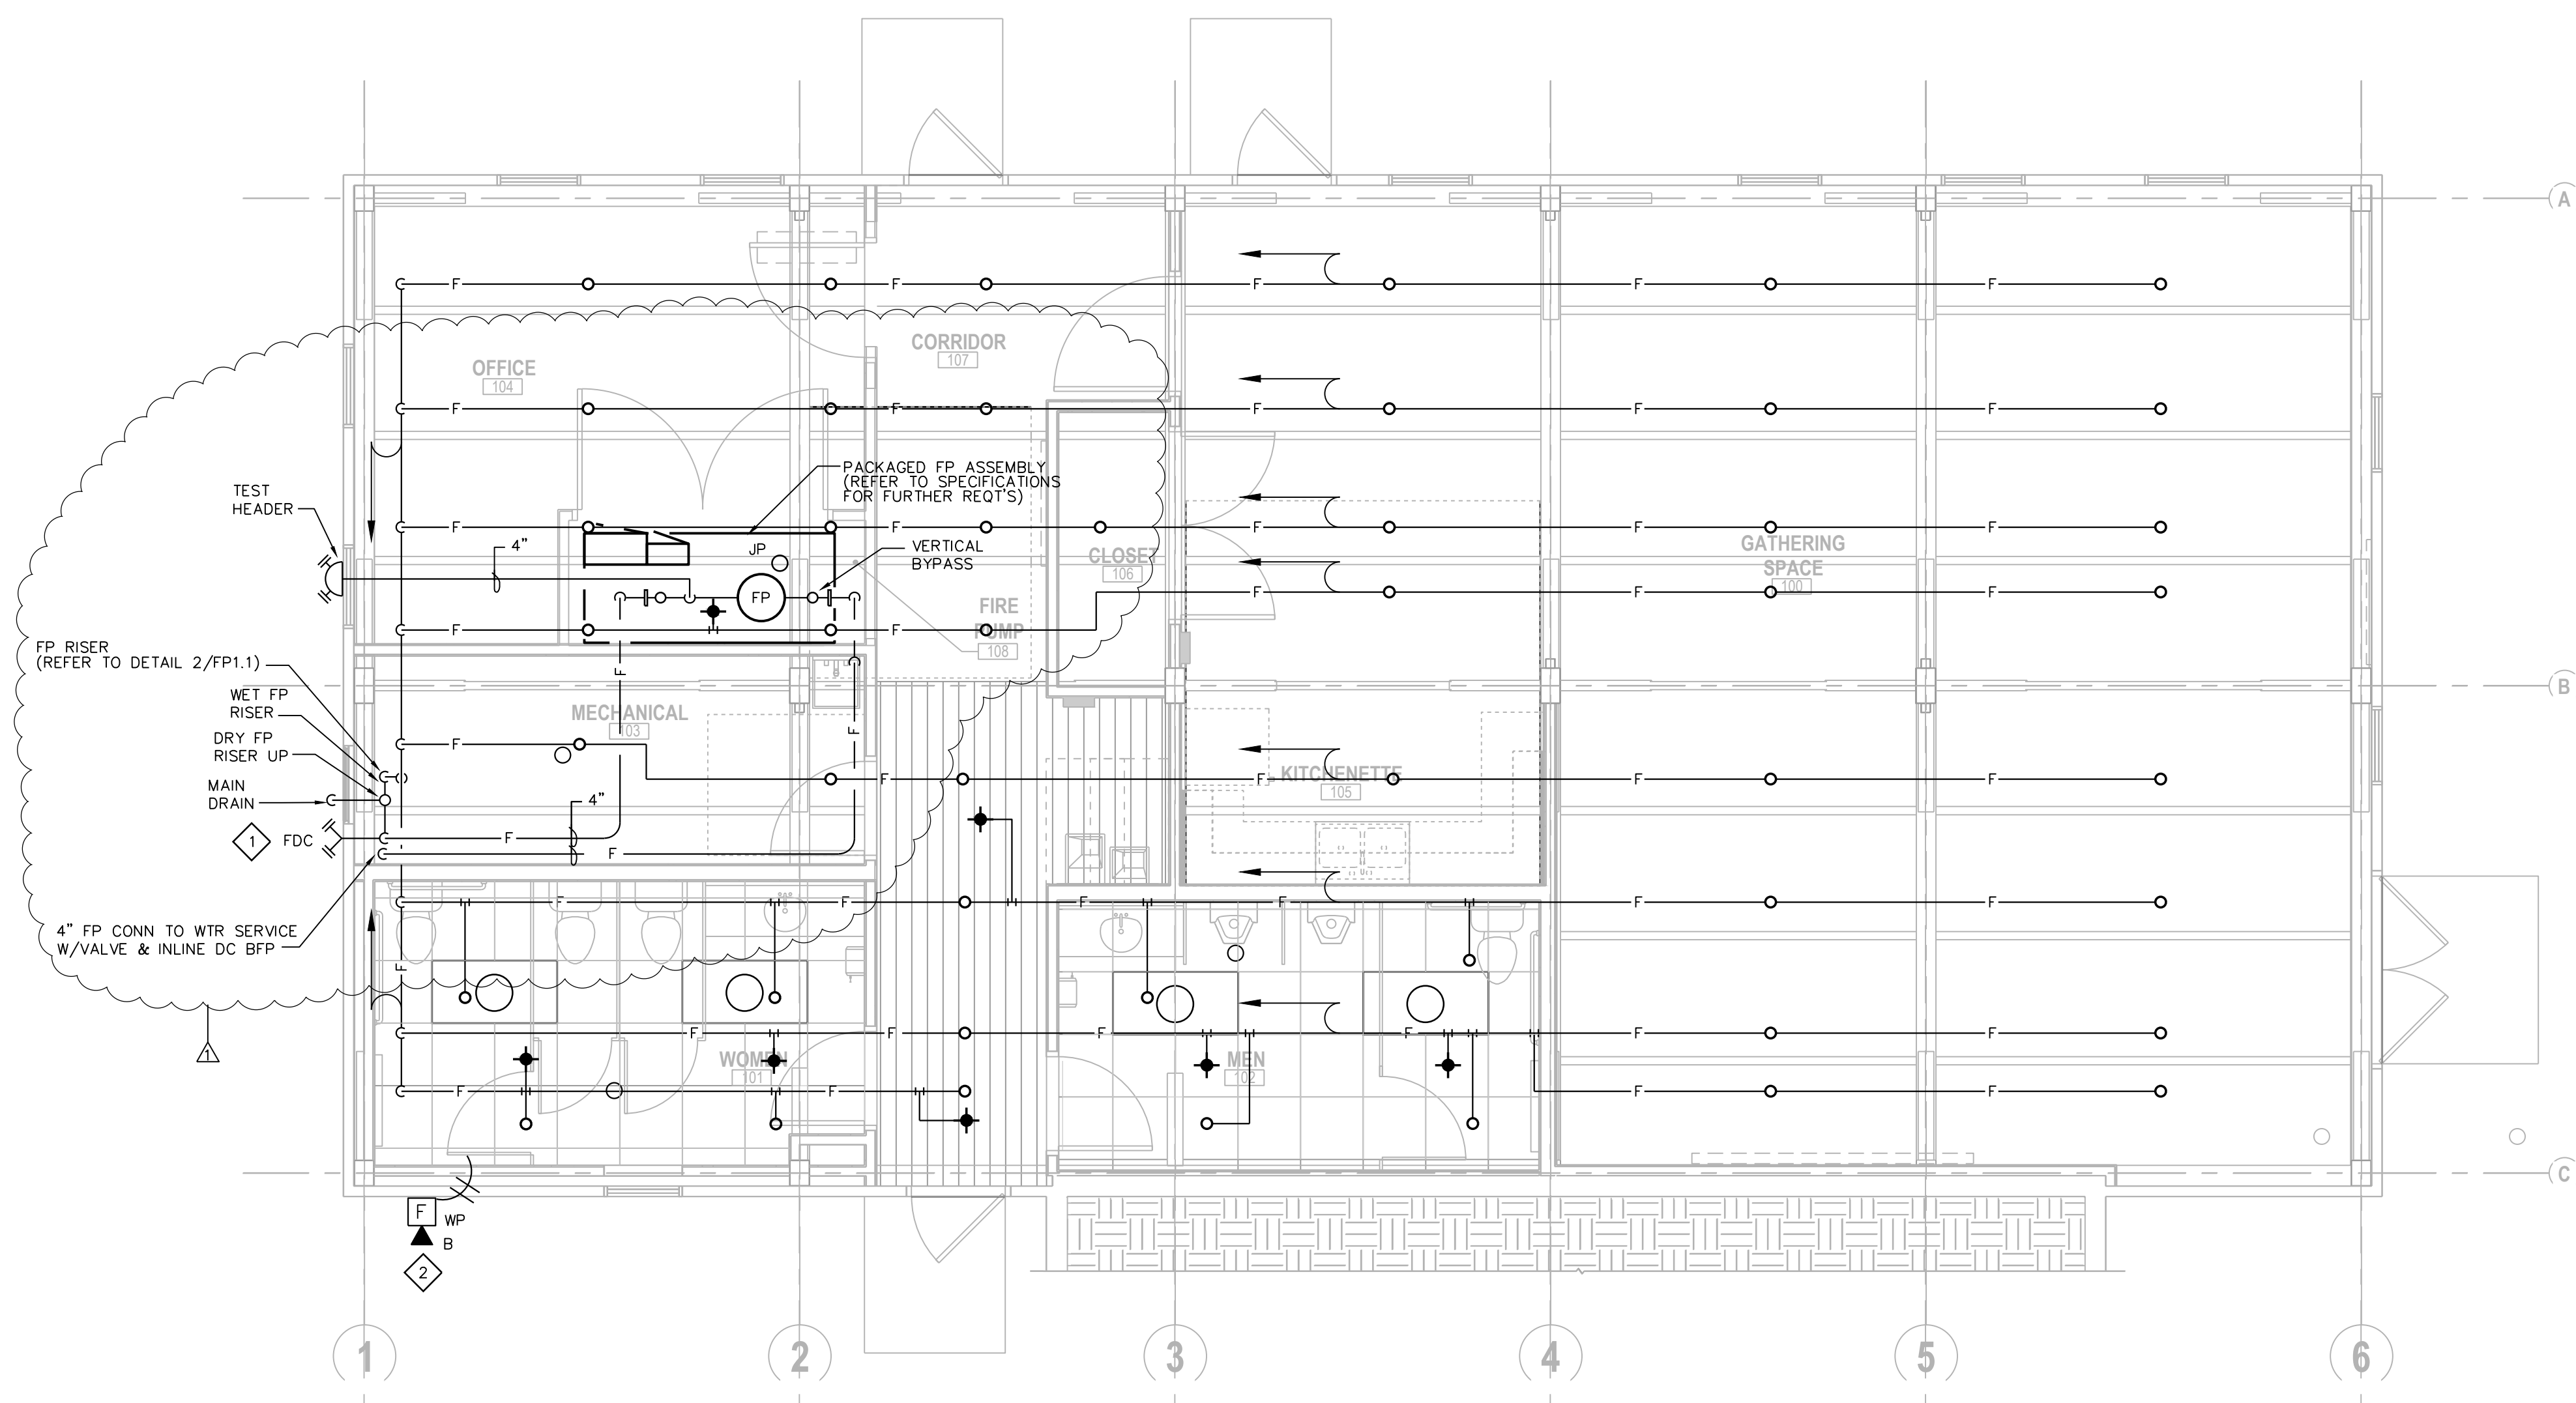 A
F F F F F
CORRIDOR
107
OFFICE
104
F F F F F
PACKAGED FP ASSEMBLY
(REFER TO SPECIFICATIONS
FOR FURTHER REQT'S)
TEST
HEADER
F F F F F
4"
JP
VERTICAL
BYPASS
CLOSET
106
GATHERING
SPACE
100
FP
F F F
FIRE
PUMP
108
F F
FP RISER
(REFER TO DETAIL 2/FP1.1)
F
B
WET FP
RISER
MECHANICAL
103
F
DRY FP
RISER UP
F
MAIN
DRAIN
F F F F
KITCHENETTE
105
4"
1
FDC
F
F
F F F F F F
4" FP CONN TO WTR SERVICE
W/VALVE & INLINE DC BFP
F
F F F F F F
1
WOMEN
101
MEN
102
F F F F
C
F
WP
B
2
1
2
3
4
5
6